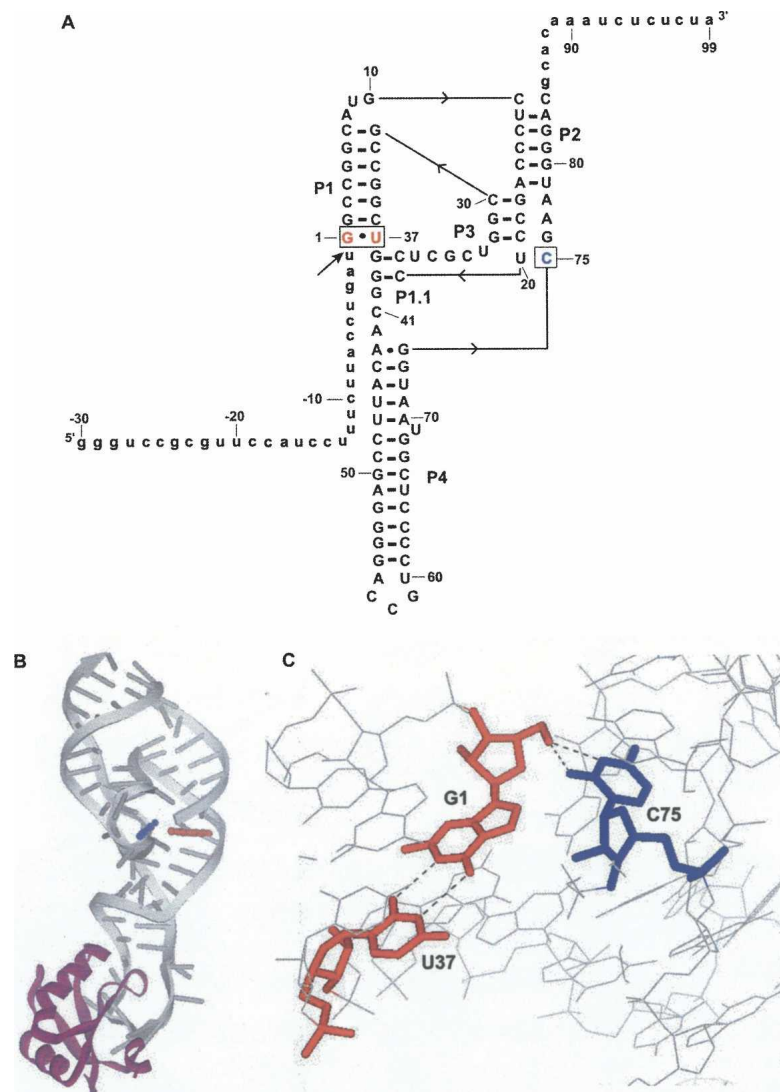 A
a a a u c u c u c u a 3'
c
a 90 99
c
10 g
U G C C
A G U A P2
C C C G
G C C G 80
G G C G
C G A U
P1 C C 30 C G A
G G G C A
1 G • U 37 P3 G C G
u G C U C G C U U C 75
a G C 20
g G P1.1
u C 41
c A
c A • G
a C G
u A U
u U A
-10 c U A 70
-30 -20 u C G U
5' g g g u c c g c g u u c c a u c c u u C G
50 G C P4
A U
G C
G C
G C
A U 60
C G
C
B
C
G1
C75
U37